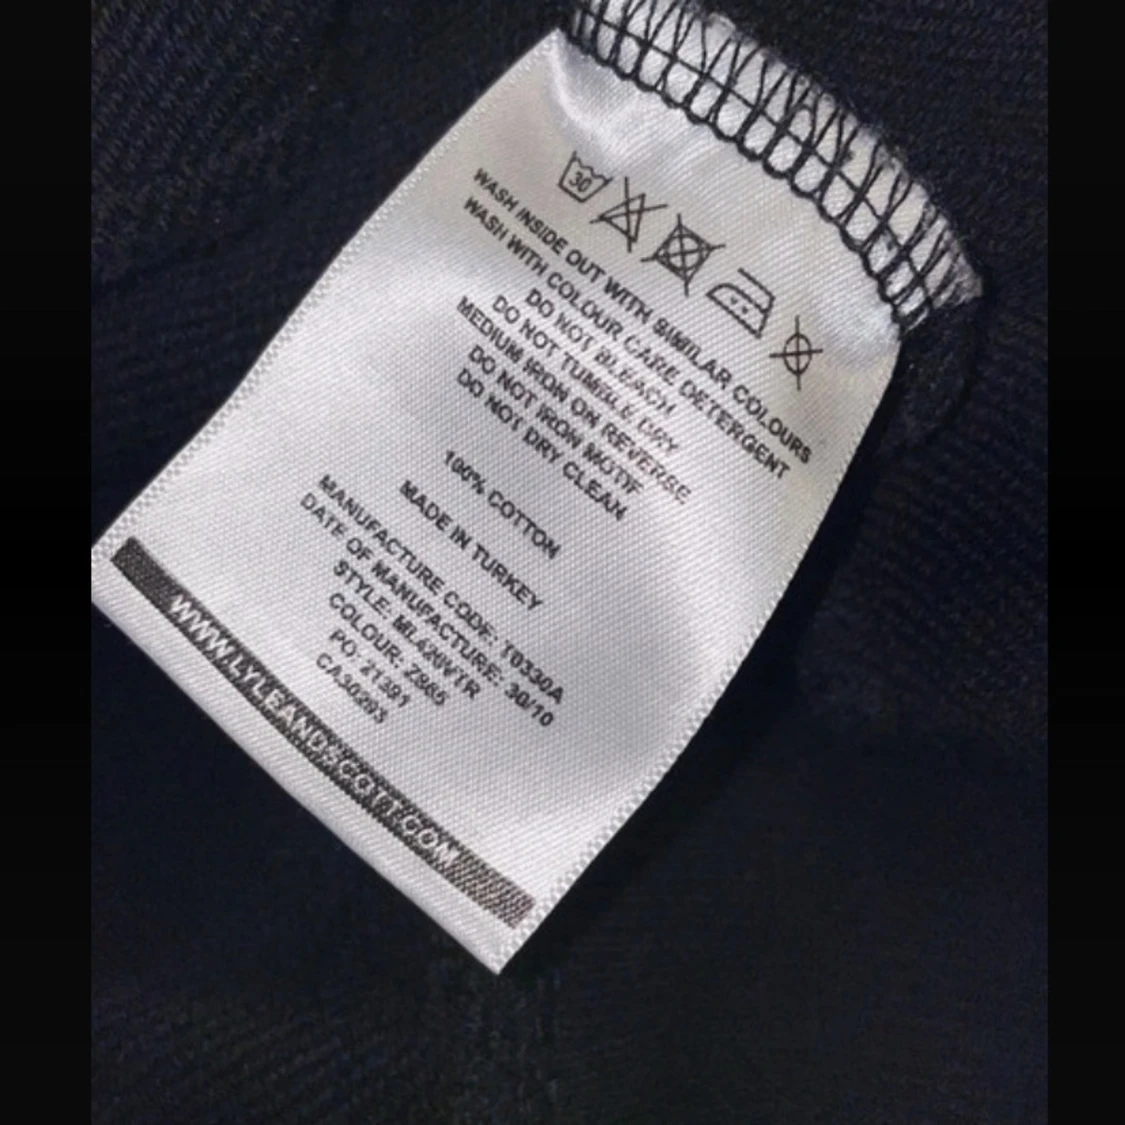 30
WASH INSIDE OUT WITH SIMILAR COLOURS
WASH WITH COLOUR CARE DETERGENT
DO NOT BLEACH
DO NOT TUMBLE DRY
MEDIUM IRON ON REVERSE
DO NOT IRON MOTIF
DO NOT DRY CLEAN
100% COTTON
MADE IN TURKEY
MANUFACTURE CODE: T0330A
DATE OF MANUFACTURE: 30/10
STYLE: ML420VTR
COLOUR: Z865
PO: 21391
CA30293
WWW.LYLEANDSCOTT.COM